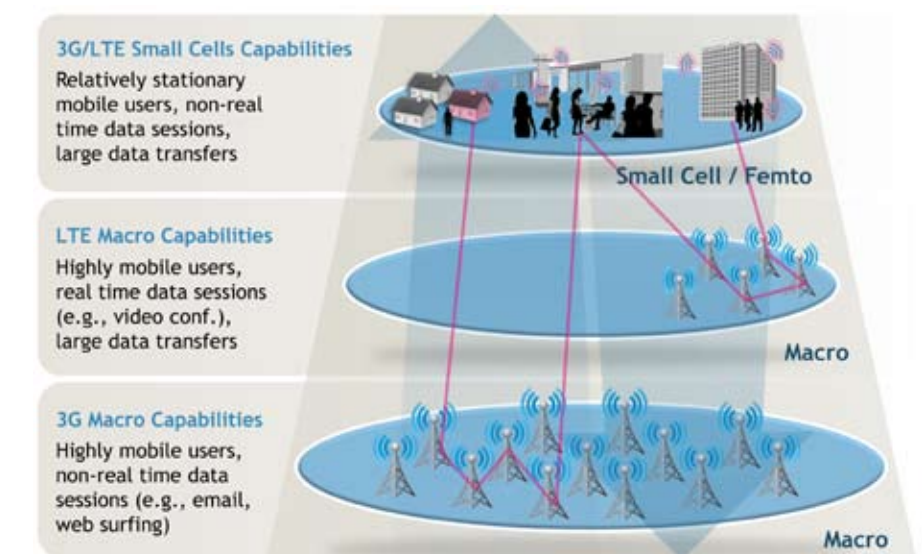 3G/LTE Small Cells Capabilities
Relatively stationary
mobile users, non-real
time data sessions,
large data transfers
Small Cell / Femto
LTE Macro Capabilities
Highly mobile users,
real time data sessions
(e.g., video conf.),
large data transfers
Macro
3G Macro Capabilities
Highly mobile users,
non-real time data
sessions (e.g., email,
web surfing)
Macro